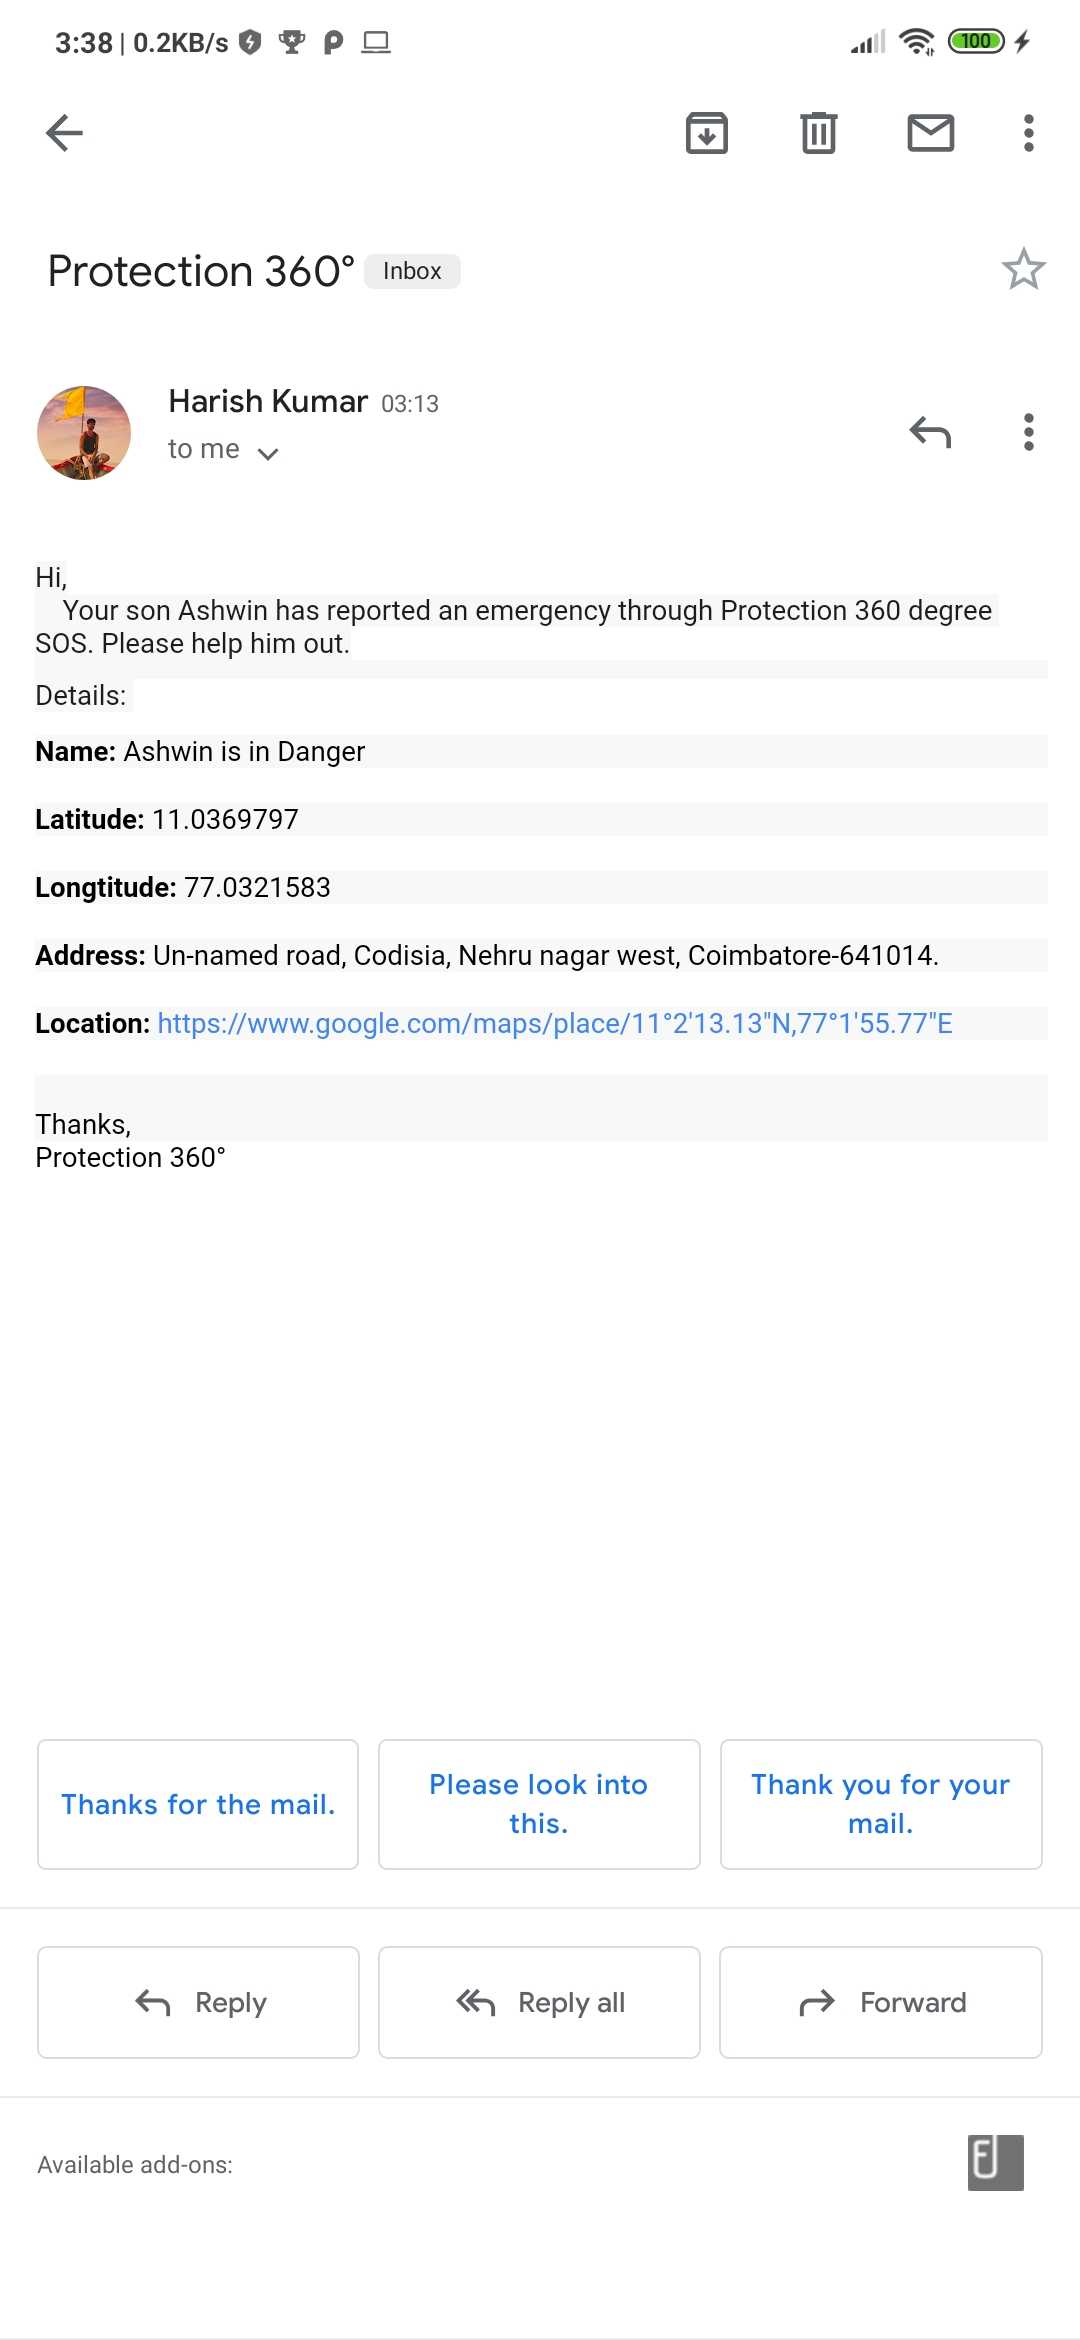 3:38 | 0.2KB/s
100
Protection 360° Inbox
Harish Kumar 03:13
to me
Hi,
Your son Ashwin has reported an emergency through Protection 360 degree
SOS. Please help him out.
Details:
Name: Ashwin is in Danger
Latitude: 11.0369797
Longtitude: 77.0321583
Address: Un-named road, Codisia, Nehru nagar west, Coimbatore-641014.
Location: https://www.google.com/maps/place/11°2'13.13"N,77°1'55.77"E
Thanks,
Protection 360°
Thanks for the mail.
Please look into
this.
Thank you for your
mail.
Reply
Reply all
Forward
Available add-ons: